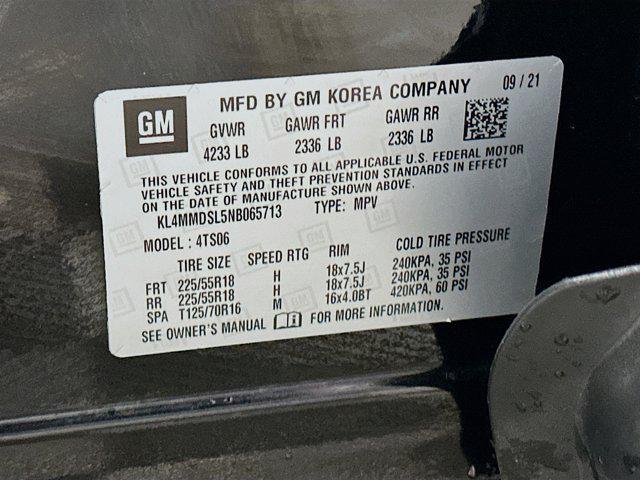 GM
MFD BY GM KOREA COMPANY 09 / 21
GVWR GAWR FRT GAWR RR
4233 LB 2336 LB 2336 LB
THIS VEHICLE CONFORMS TO ALL APPLICABLE U.S. FEDERAL MOTOR
VEHICLE SAFETY AND THEFT PREVENTION STANDARDS IN EFFECT
ON THE DATE OF MANUFACTURE SHOWN ABOVE.
KL4MMDSL5NB065713 TYPE: MPV
MODEL : 4TS06
TIRE SIZE SPEED RTG RIM COLD TIRE PRESSURE
FRT 225/55R18 H 18x7.5J 240KPA, 35 PSI
RR 225/55R18 H 18x7.5J 240KPA, 35 PSI
SPA T125/70R16 M 16x4.0BT 420KPA, 60 PSI
SEE OWNER'S MANUAL FOR MORE INFORMATION.